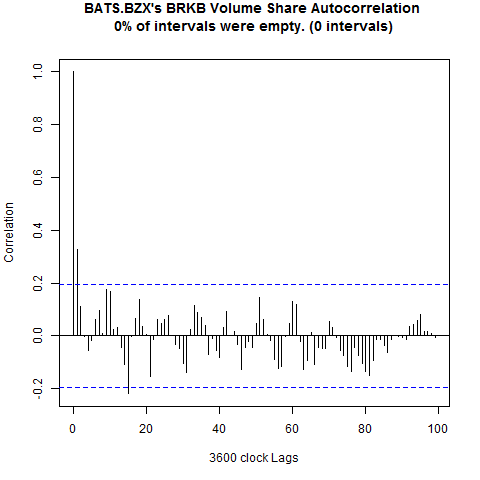 BATS.BZX's BRKB Volume Share Autocorrelation
0% of intervals were empty. (0 intervals)
1.0
0.8
0.6
0.4
0.2
0.0
-0.2
Correlation
0 20 40 60 80 100
3600 clock Lags